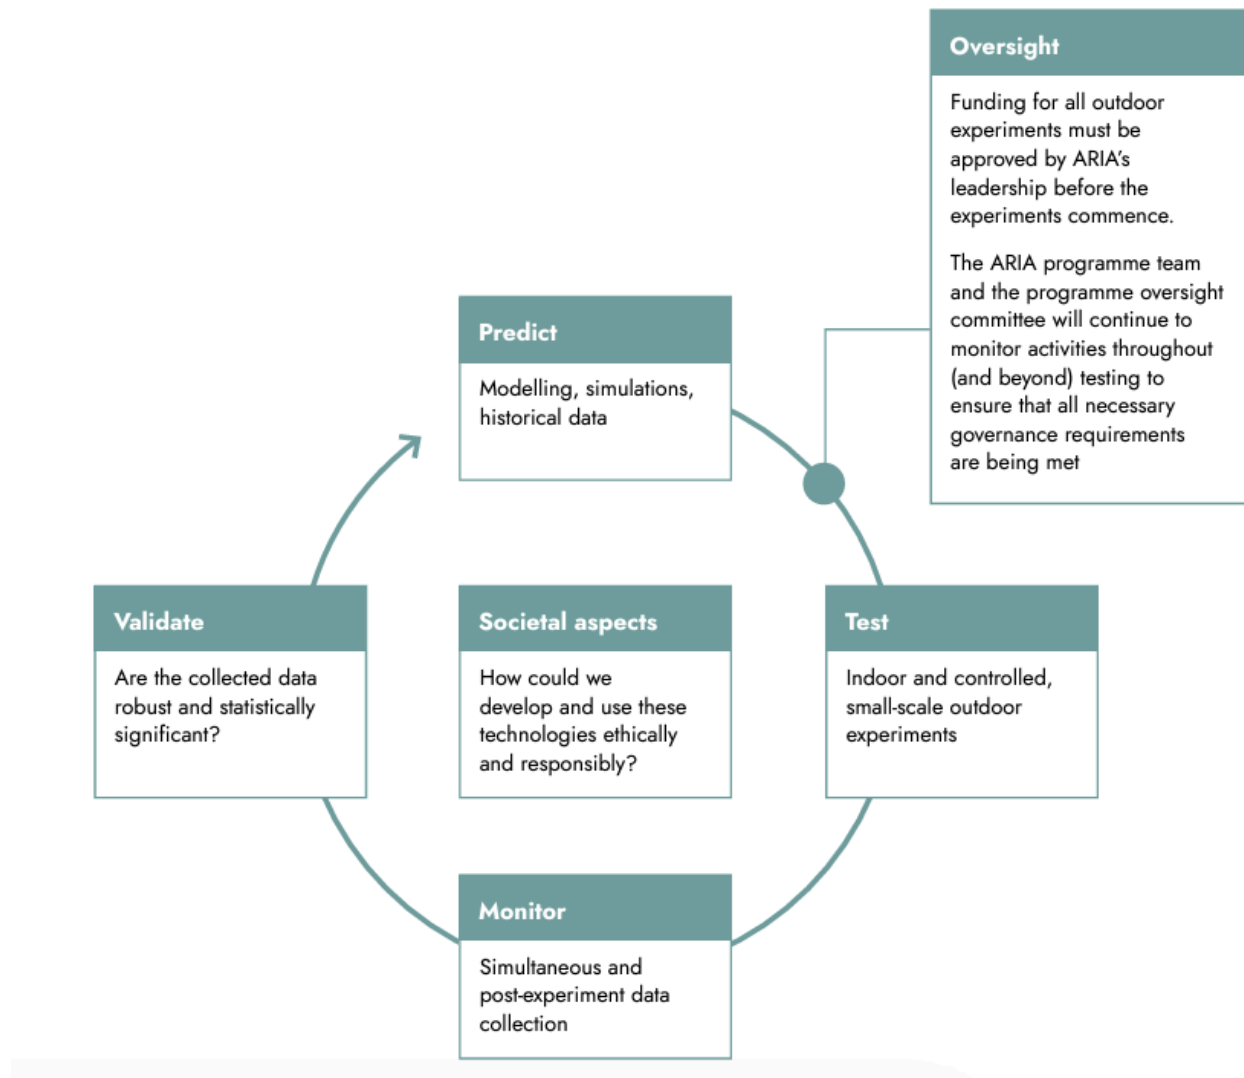 Oversight
Funding for all outdoor
experiments must be
approved by ARIA’s
leadership before the
experiments commence.
The ARIA programme team
and the programme oversight
committee will continue to
monitor activities throughout
(and beyond) testing to
ensure that all necessary
governance requirements
are being met
Predict
Modelling, simulations,
historical data
Validate
Are the collected data
robust and statistically
significant?
Societal aspects
How could we
develop and use these
technologies ethically
and responsibly?
Test
Indoor and controlled,
small-scale outdoor
experiments
Monitor
Simultaneous and
post-experiment data
collection